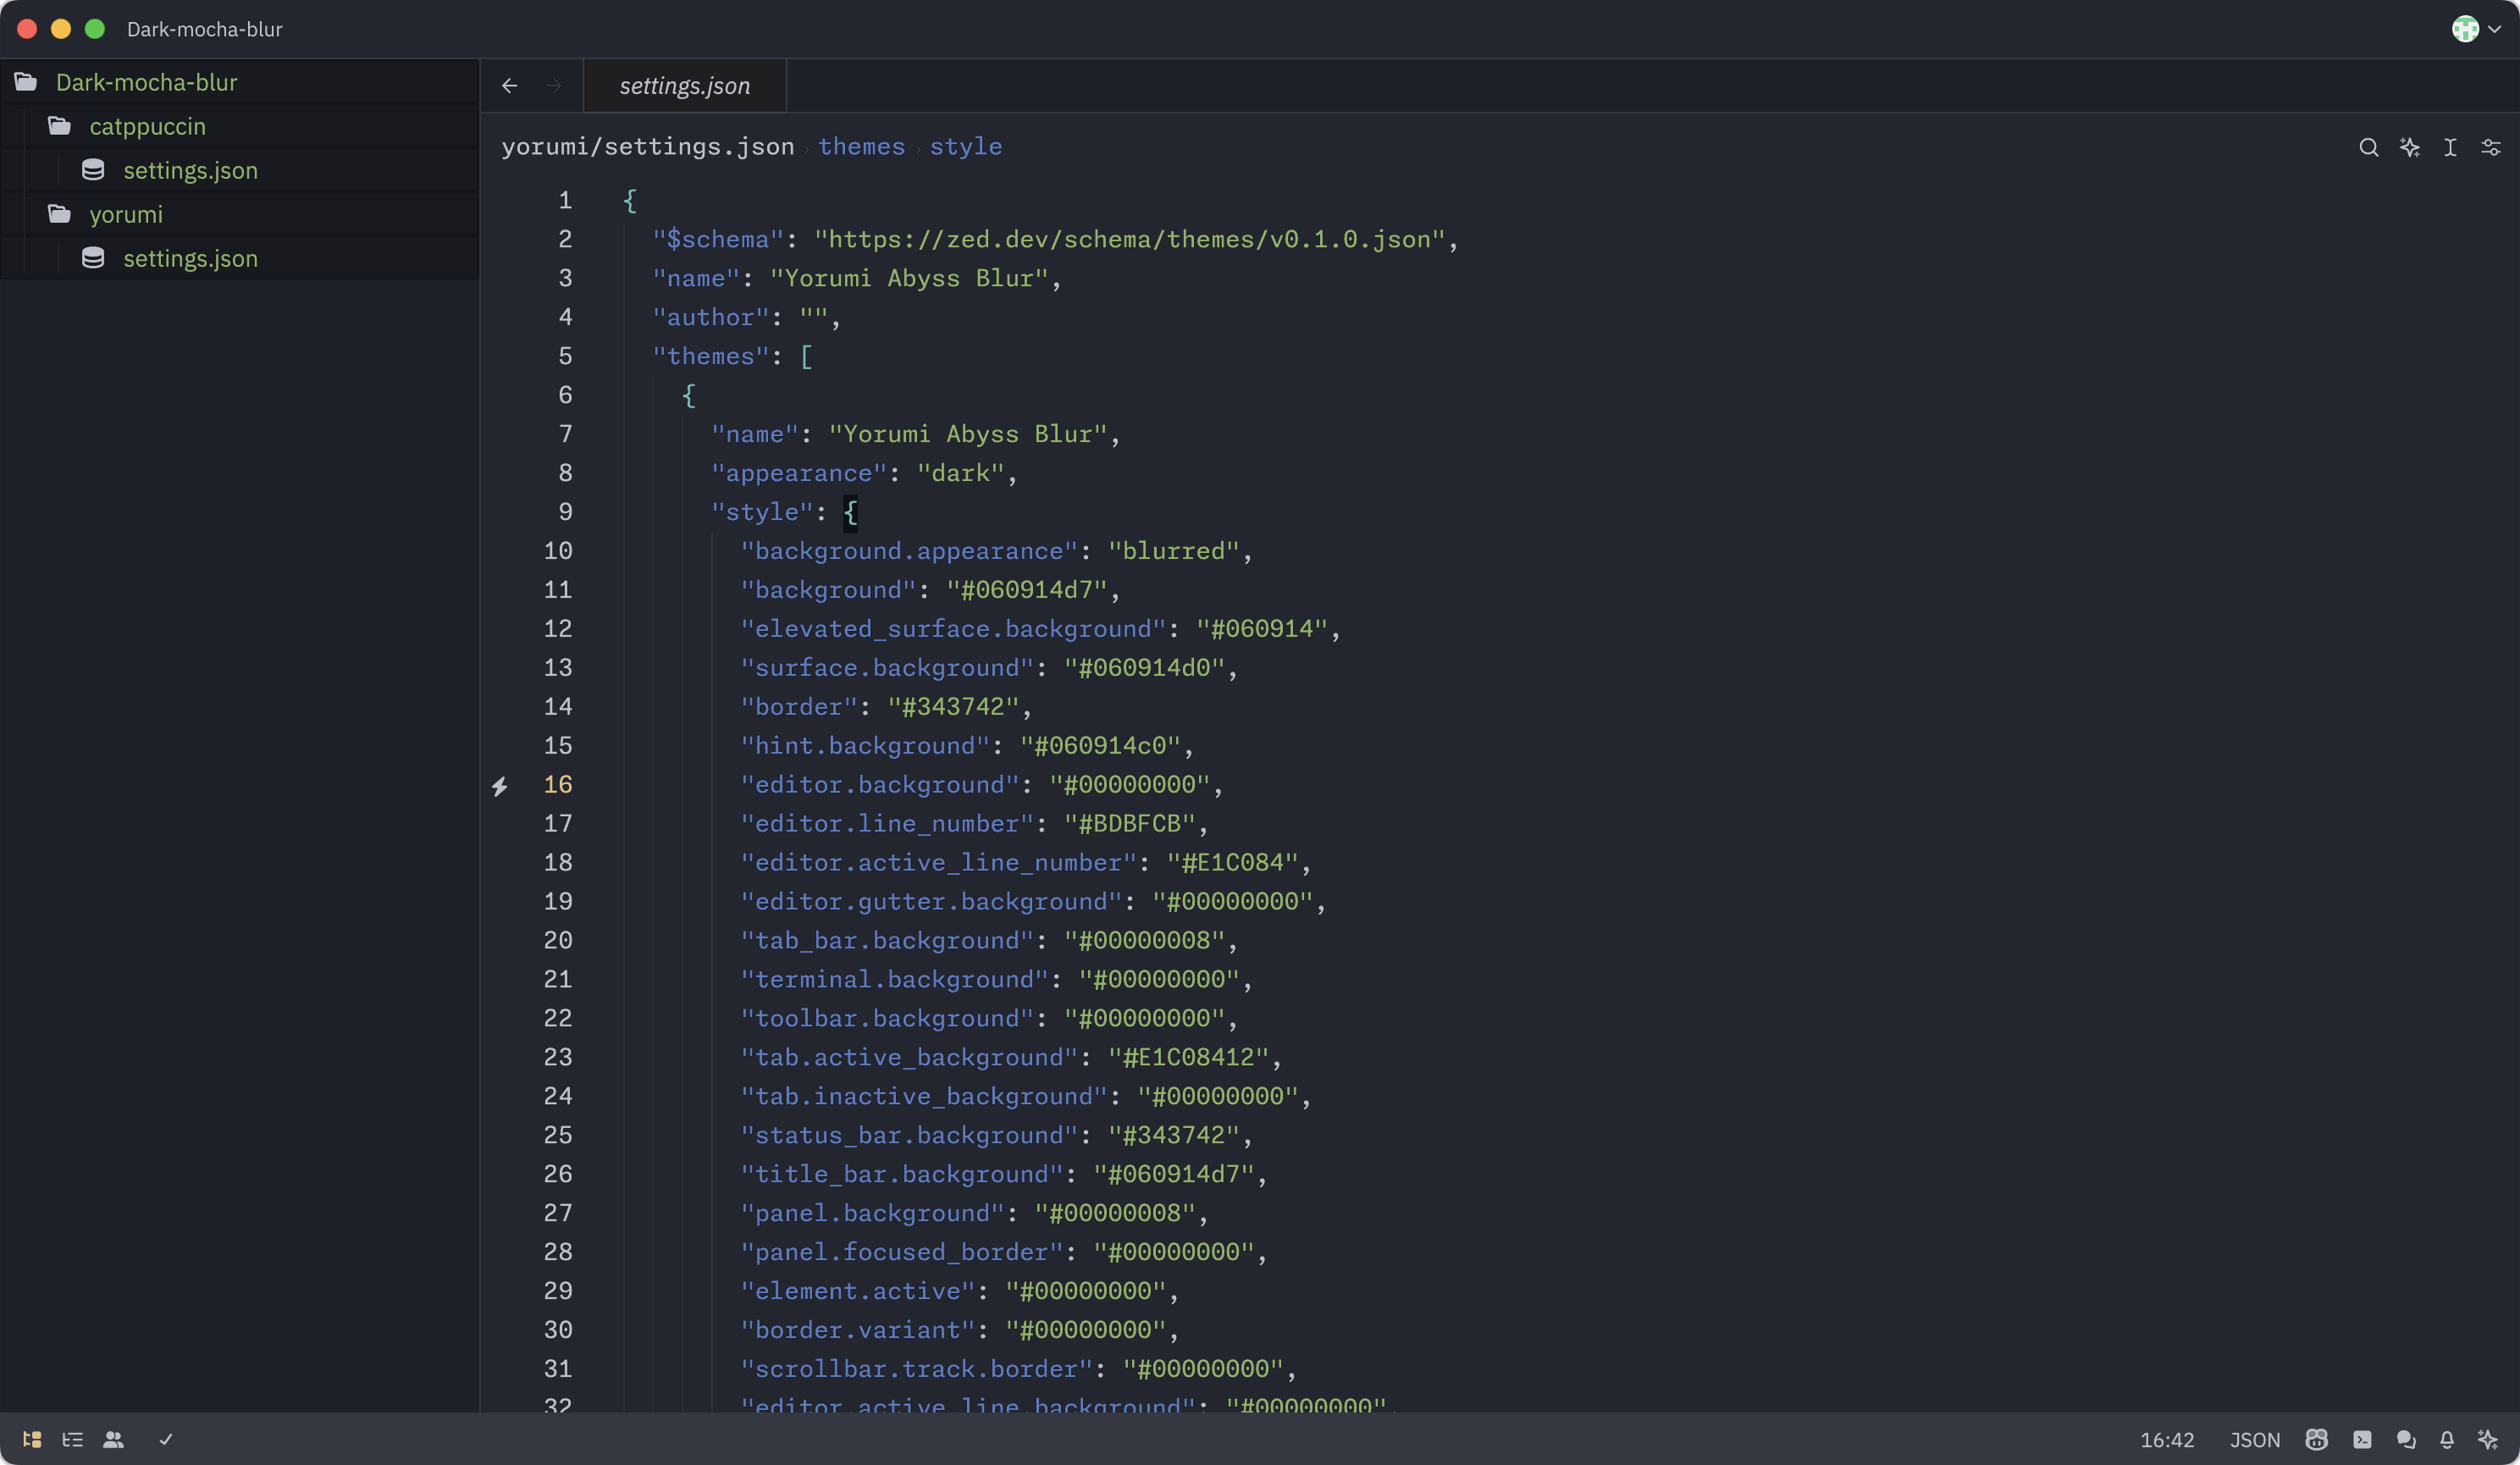 Dark-mocha-blur
Dark-mocha-blur
catppuccin
settings.json
yorumi
settings.json
settings.json
yorumi/settings.json › themes › style
1 {
2 "$schema": "https://zed.dev/schema/themes/v0.1.0.json",
3 "name": "Yorumi Abyss Blur",
4 "author": "",
5 "themes": [
6 {
7 "name": "Yorumi Abyss Blur",
8 "appearance": "dark",
9 "style": {
10 "background.appearance": "blurred",
11 "background": "#060914d7",
12 "elevated_surface.background": "#060914",
13 "surface.background": "#060914d0",
14 "border": "#343742",
15 "hint.background": "#060914c0",
16 "editor.background": "#00000000",
17 "editor.line_number": "#BDBFCB",
18 "editor.active_line_number": "#E1C084",
19 "editor.gutter.background": "#00000000",
20 "tab_bar.background": "#00000008",
21 "terminal.background": "#00000000",
22 "toolbar.background": "#00000000",
23 "tab.active_background": "#E1C08412",
24 "tab.inactive_background": "#00000000",
25 "status_bar.background": "#343742",
26 "title_bar.background": "#060914d7",
27 "panel.background": "#00000008",
28 "panel.focused_border": "#00000000",
29 "element.active": "#00000000",
30 "border.variant": "#00000000",
31 "scrollbar.track.border": "#00000000",
32 "editor.active_line.background": "#00000000",
16:42 JSON